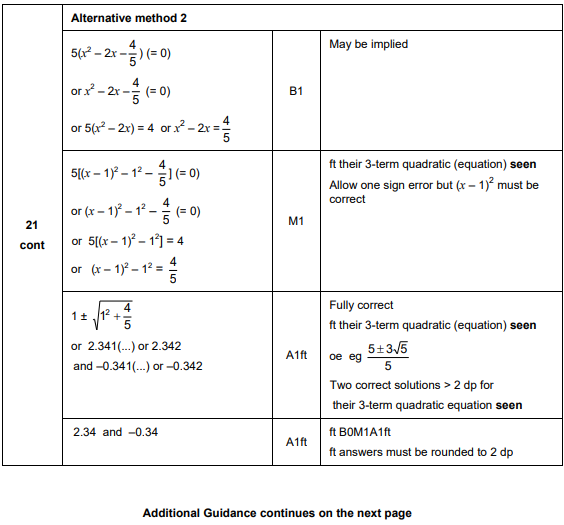 Alternative method 2
5(x² – 2x – 4/5) (= 0)
or x² – 2x – 4/5 (= 0)
or 5(x² – 2x) = 4 or x² – 2x = 4/5
B1
May be implied
21
cont
5[(x – 1)² – 1² – 4/5] (= 0)
or (x – 1)² – 1² – 4/5 (= 0)
or 5[(x – 1)² – 1²] = 4
or (x – 1)² – 1² = 4/5
M1
ft their 3-term quadratic (equation) seen
Allow one sign error but (x – 1)² must be
correct
1 ± √(1² + 4/5)
or 2.341(...) or 2.342
and –0.341(...) or –0.342
A1ft
Fully correct
ft their 3-term quadratic (equation) seen
oe eg (5±3√5)/5
Two correct solutions > 2 dp for
their 3-term quadratic equation seen
2.34 and –0.34
A1ft
ft B0M1A1ft
ft answers must be rounded to 2 dp
Additional Guidance continues on the next page